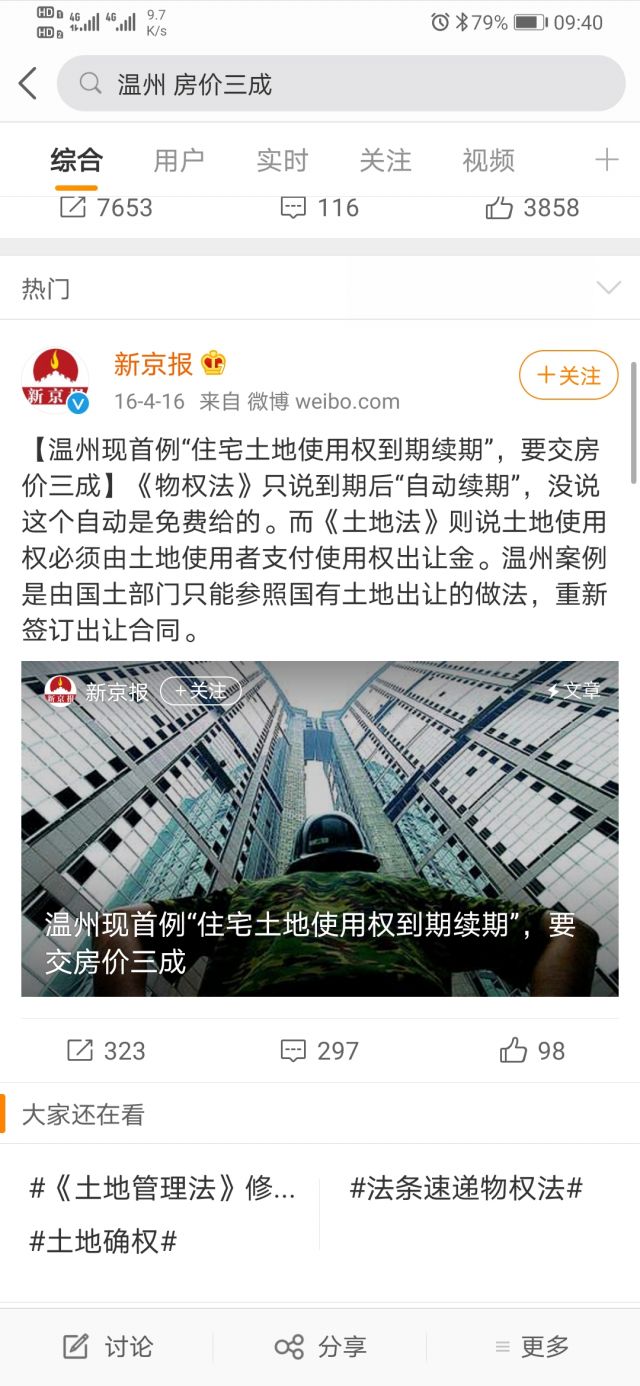 HD 1 4G 4G 9.7
HD 2 K/s
79% 09:40
温州 房价三成
综合 用户 实时 关注 视频
7653 116 3858
热门
新京报
+关注
16-4-16 来自 微博 weibo.com
【温州现首例“住宅土地使用权到期续期”，要交房
价三成】《物权法》只说到期后“自动续期”，没说
这个自动是免费给的。而《土地法》则说土地使用
权必须由土地使用者支付使用权出让金。温州案例
是由国土部门只能参照国有土地出让的做法，重新
签订出让合同。
新京报 +关注 文章
温州现首例“住宅土地使用权到期续期”，要
交房价三成
323 297 98
大家还在看
#《土地管理法》修... #法条速递物权法#
#土地确权#
讨论 分享 更多